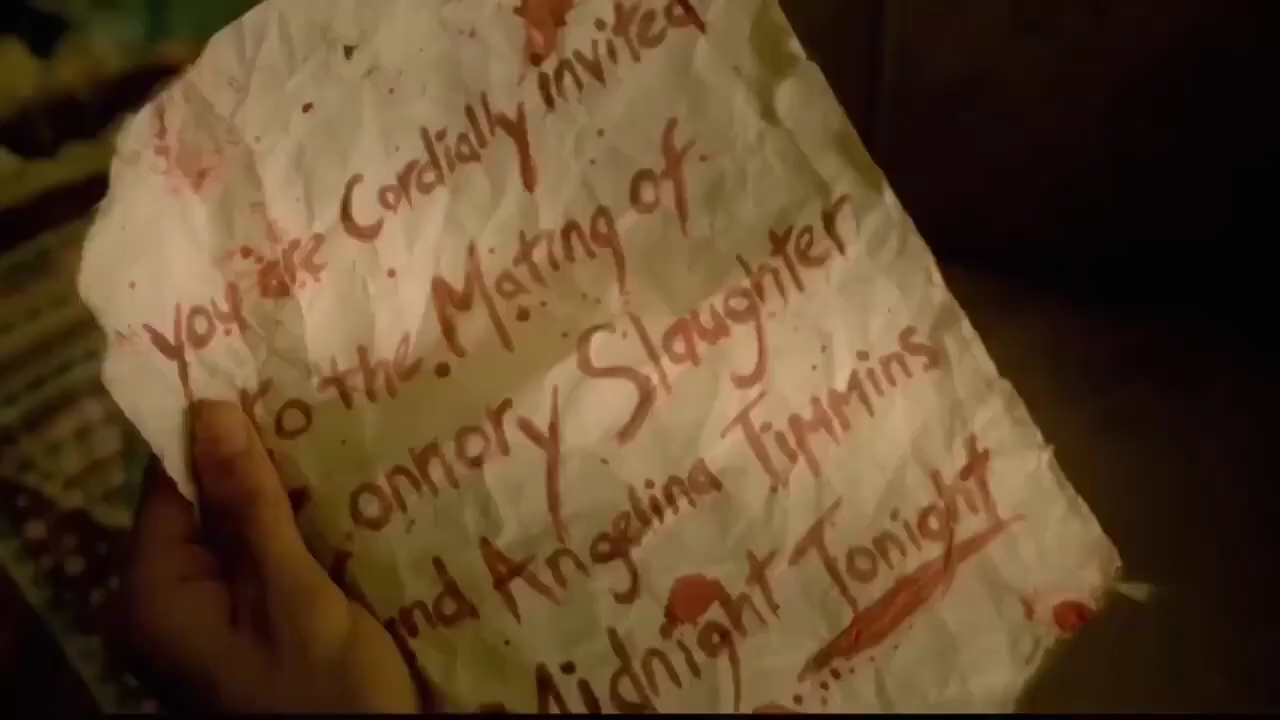 you are Cordially invited
to the Mating of
onnory Slaughter
and Angelina Timmins
Midnight Tonight